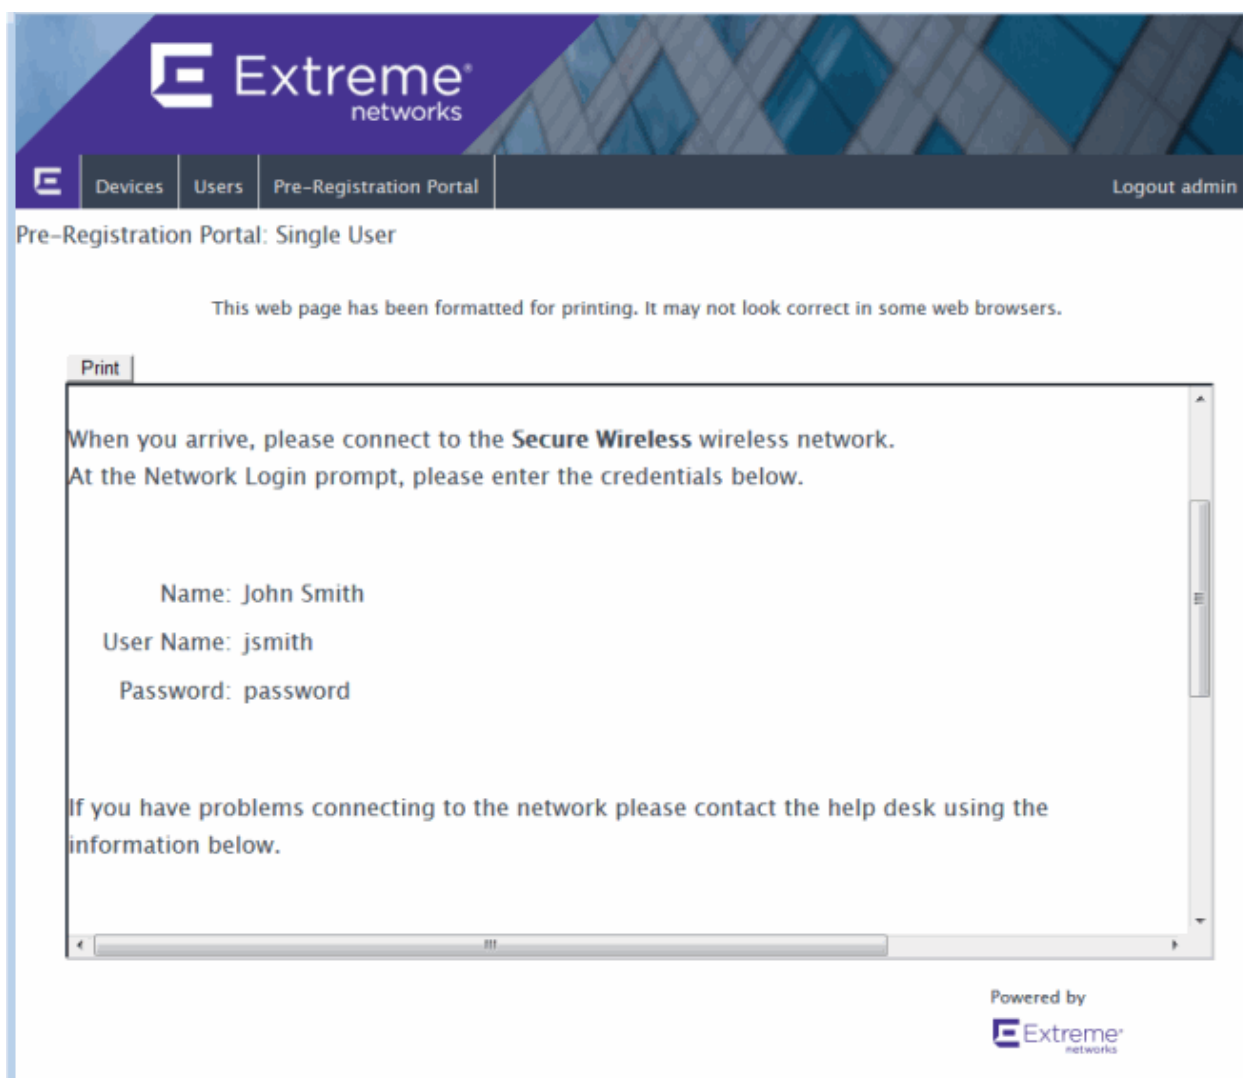 Extreme®
networks
Devices Users Pre-Registration Portal Logout admin
Pre-Registration Portal: Single User
This web page has been formatted for printing. It may not look correct in some web browsers.
Print
When you arrive, please connect to the Secure Wireless wireless network.
At the Network Login prompt, please enter the credentials below.
Name: John Smith
User Name: jsmith
Password: password
If you have problems connecting to the network please contact the help desk using the
information below.
Powered by
Extreme®
networks